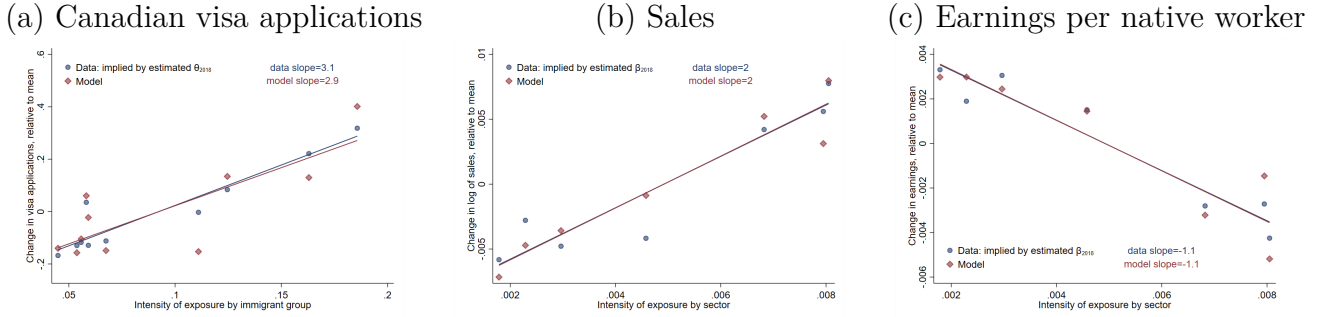 (a) Canadian visa applications
Change in visa applications, relative to mean
.6
.4
.2
0
-.2
Data: implied by estimated θ2018
Model
data slope=3.1
model slope=2.9
.05
.1
.15
.2
Intensity of exposure by immigrant group
(b) Sales
Change in log of sales, relative to mean
.01
.005
0
-.005
Data: implied by estimated β2018
Model
data slope=2
model slope=2
.002
.004
.006
.008
Intensity of exposure by sector
(c) Earnings per native worker
Change in earnings, relative to mean
.004
.002
0
-.002
-.004
-.006
Data: implied by estimated β2018
Model
data slope=-1.1
model slope=-1.1
.002
.004
.006
.008
Intensity of exposure by sector